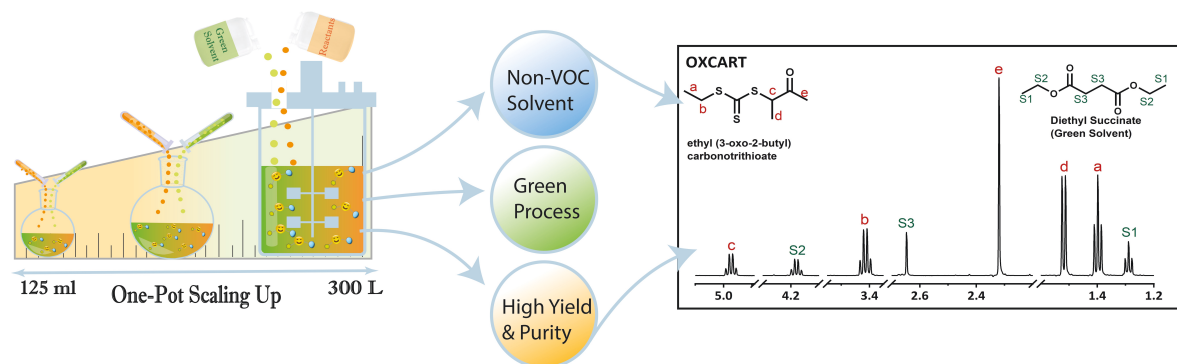 Green
Solvent
Reactants
125 ml
One-Pot Scaling Up
300 L
Non-VOC
Solvent
Green
Process
High Yield
& Purity
OXCART
a
b
S
S
S
c
d
O
e
ethyl (3-oxo-2-butyl)
carbonotrithioate
S1
S2
O
O
S3
S3
O
O
S2
S1
Diethyl Succinate
(Green Solvent)
c
S2
b
S3
e
d
a
S1
5.0
4.2
3.4
2.6
2.4
1.4
1.2